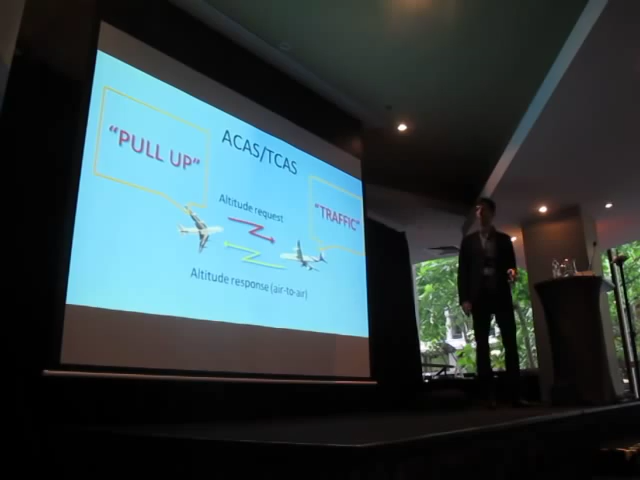 ACAS/TCAS
"PULL UP"
"TRAFFIC"
Altitude request
Altitude response (air-to-air)